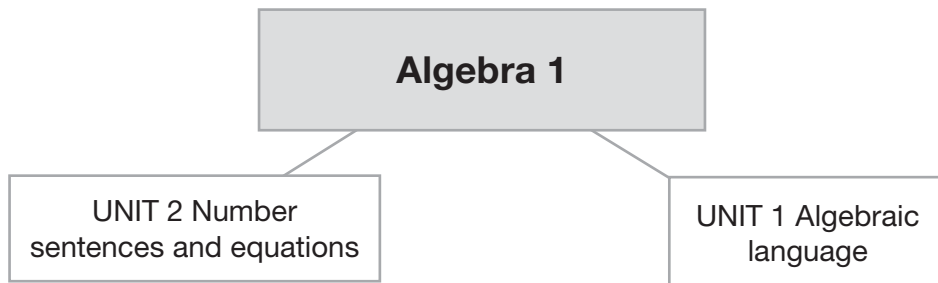 Algebra 1
UNIT 2 Number
sentences and equations
UNIT 1 Algebraic
language